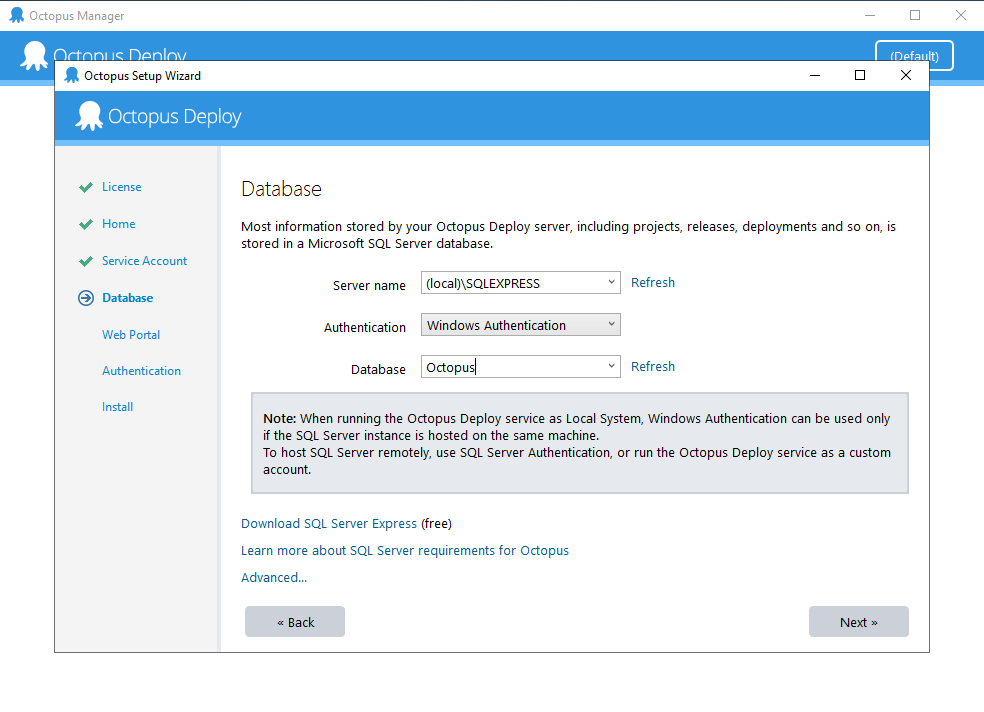 Octopus Manager
Octopus Deploy
(Default)
Octopus Setup Wizard
Octopus Deploy
License
Home
Service Account
Database
Web Portal
Authentication
Install
Database
Most information stored by your Octopus Deploy server, including projects, releases, deployments and so on, is
stored in a Microsoft SQL Server database.
Server name (local)\SQLEXPRESS Refresh
Authentication Windows Authentication
Database Octopus Refresh
Note: When running the Octopus Deploy service as Local System, Windows Authentication can be used only
if the SQL Server instance is hosted on the same machine.
To host SQL Server remotely, use SQL Server Authentication, or run the Octopus Deploy service as a custom
account.
Download SQL Server Express (free)
Learn more about SQL Server requirements for Octopus
Advanced...
« Back
Next »